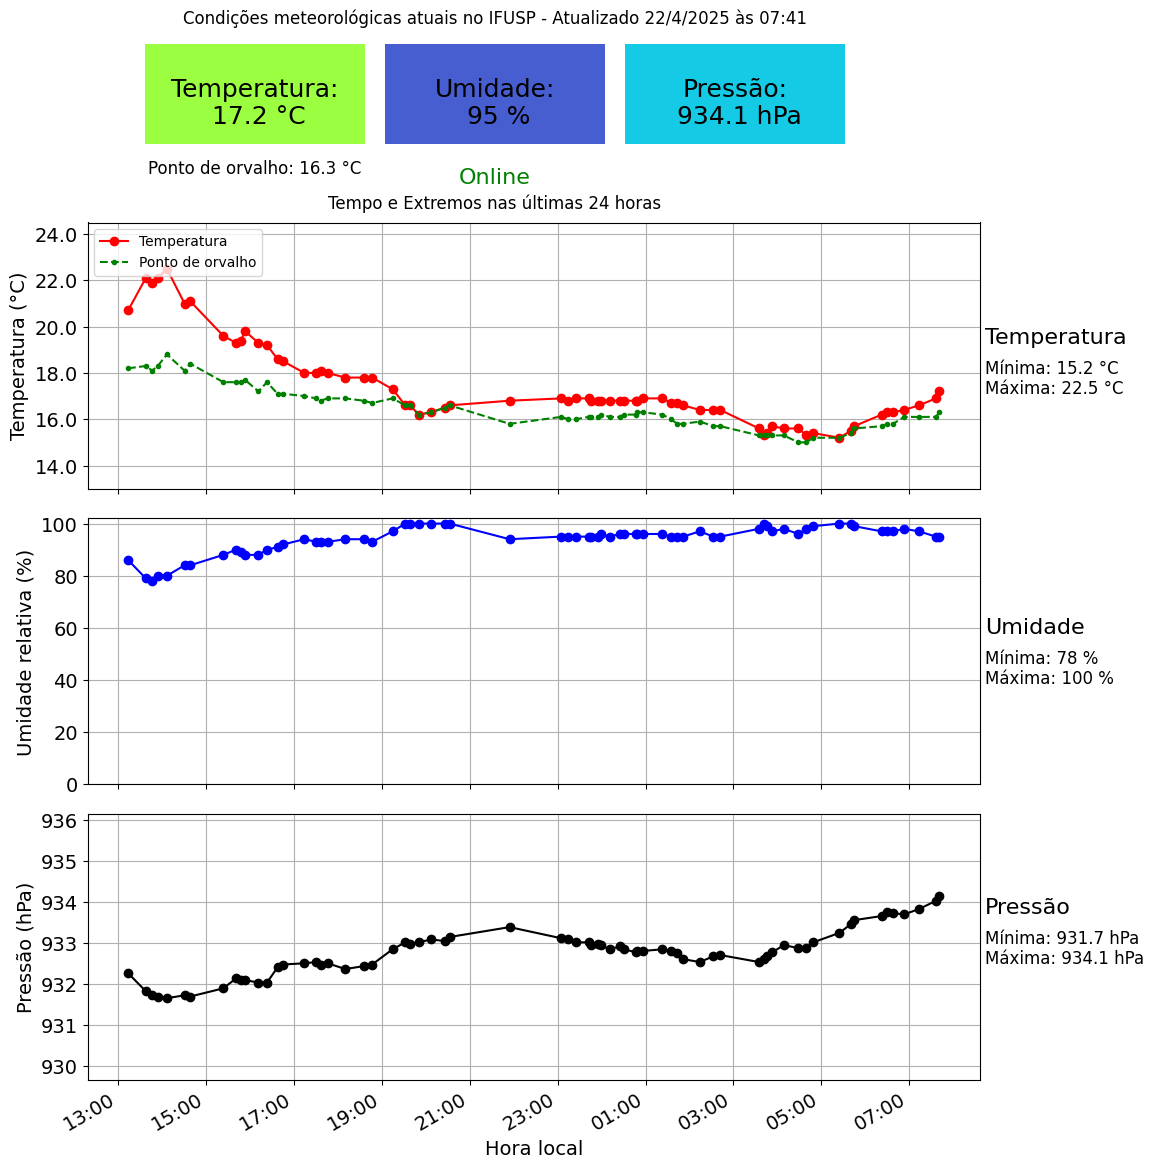 Condições meteorológicas atuais no IFUSP - Atualizado 22/4/2025 às 07:41
Temperatura:
17.2 °C
Umidade:
95 %
Pressão:
934.1 hPa
Ponto de orvalho: 16.3 °C
Online
Tempo e Extremos nas últimas 24 horas
Temperatura
Ponto de orvalho
Temperatura (°C)
24.0
22.0
20.0
18.0
16.0
14.0
Temperatura
Mínima: 15.2 °C
Máxima: 22.5 °C
Umidade relativa (%)
100
80
60
40
20
0
Umidade
Mínima: 78 %
Máxima: 100 %
Pressão (hPa)
936
935
934
933
932
931
930
Pressão
Mínima: 931.7 hPa
Máxima: 934.1 hPa
13:00
15:00
17:00
19:00
21:00
23:00
01:00
03:00
05:00
07:00
Hora local